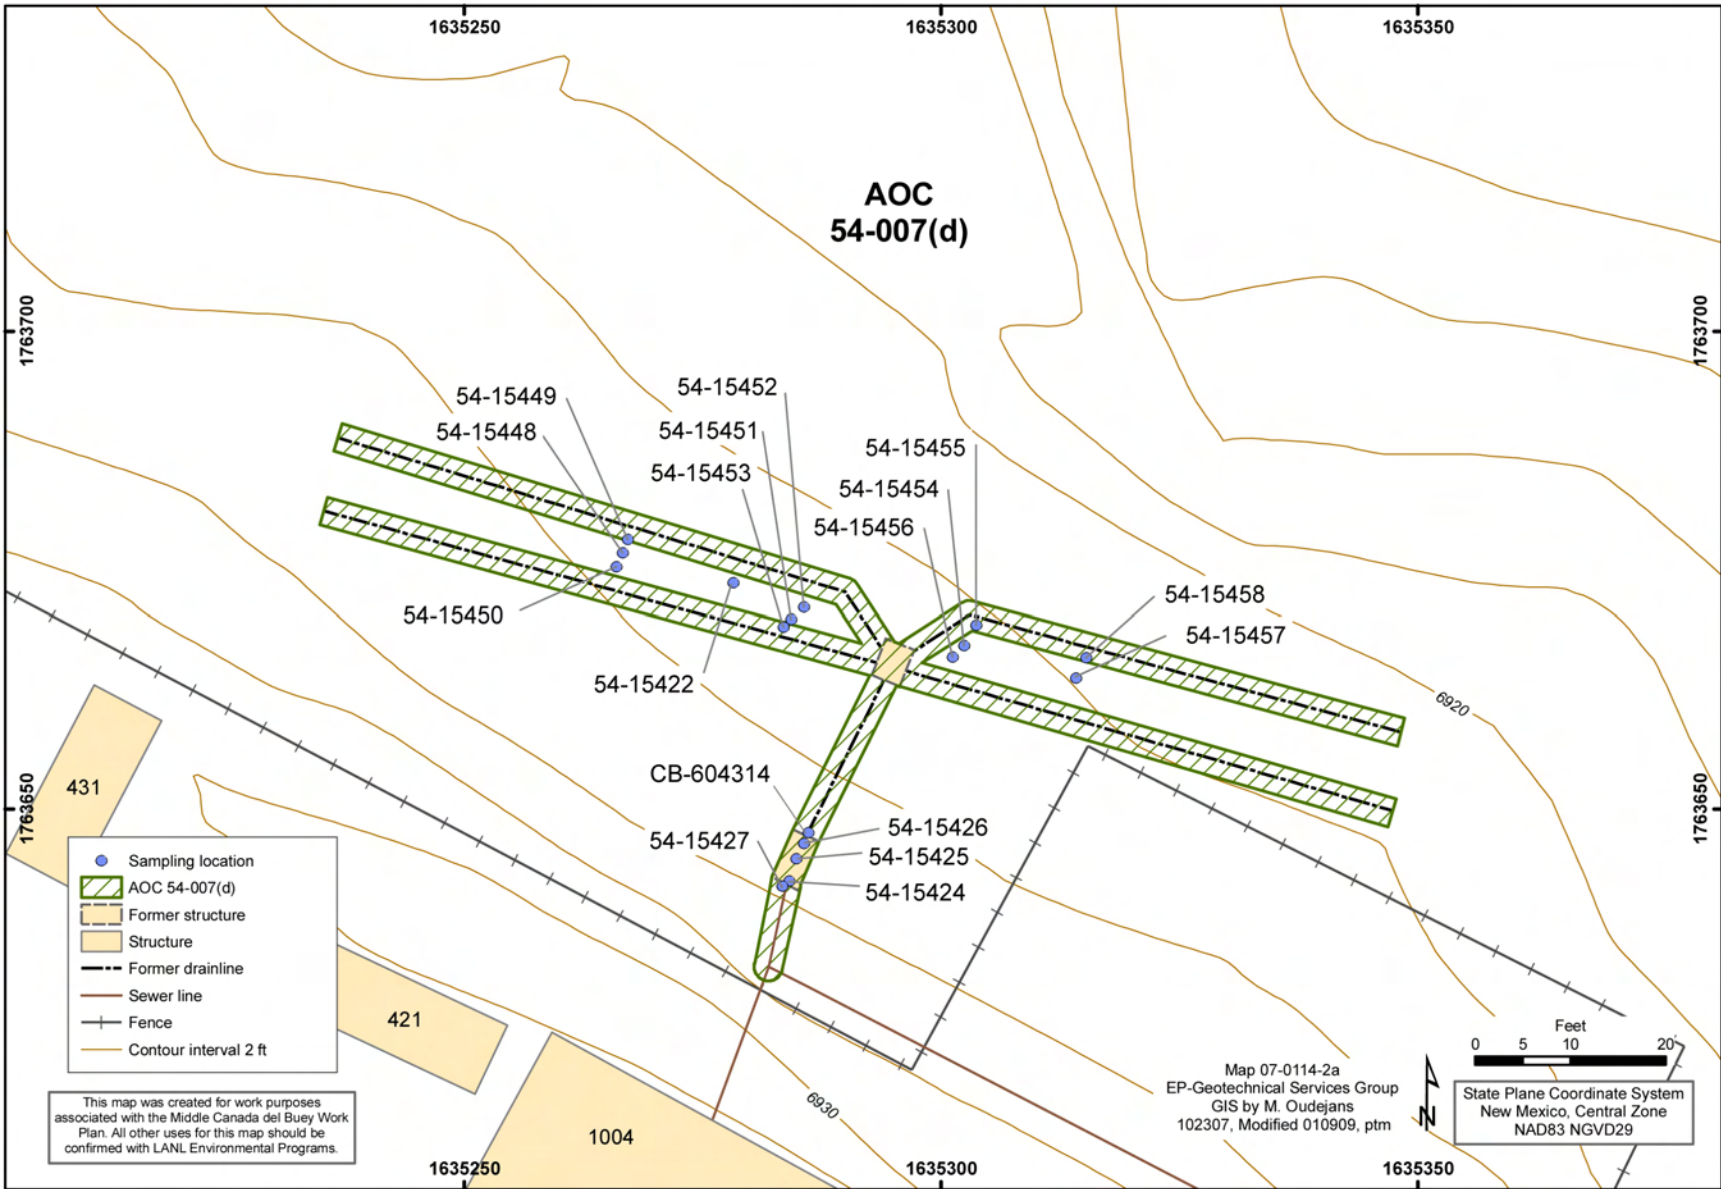 1635250
1635300
1635350
AOC
54-007(d)
1763700
1763700
54-15452
54-15449
54-15448
54-15451
54-15455
54-15453
54-15454
54-15456
54-15458
54-15450
54-15457
54-15422
6920
CB-604314
431
1763650
1763650
54-15427
54-15426
54-15425
54-15424
Sampling location
AOC 54-007(d)
Former structure
Structure
Former drainline
Sewer line
Fence
Contour interval 2 ft
421
1004
6930
Feet
0 5 10 20
Map 07-0114-2a
EP-Geotechnical Services Group
GIS by M. Oudejans
102307, Modified 010909, ptm
N
State Plane Coordinate System
New Mexico, Central Zone
NAD83 NGVD29
This map was created for work purposes
associated with the Middle Canada del Buey Work
Plan. All other uses for this map should be
confirmed with LANL Environmental Programs.
1635250
1635300
1635350